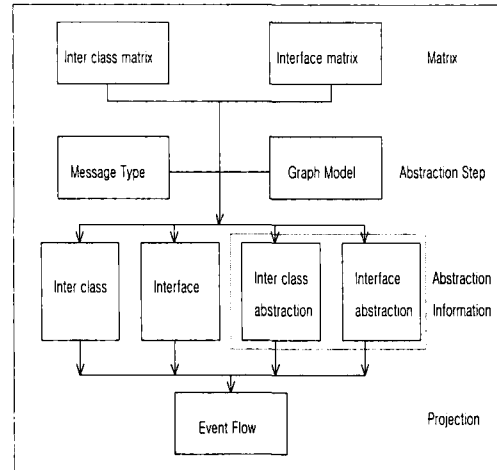 Inter class matrix
Interface matrix
Matrix
Message Type
Graph Model
Abstraction Step
Inter class
Interface
Inter class
abstraction
Interface
abstraction
Abstraction
Information
Event Flow
Projection